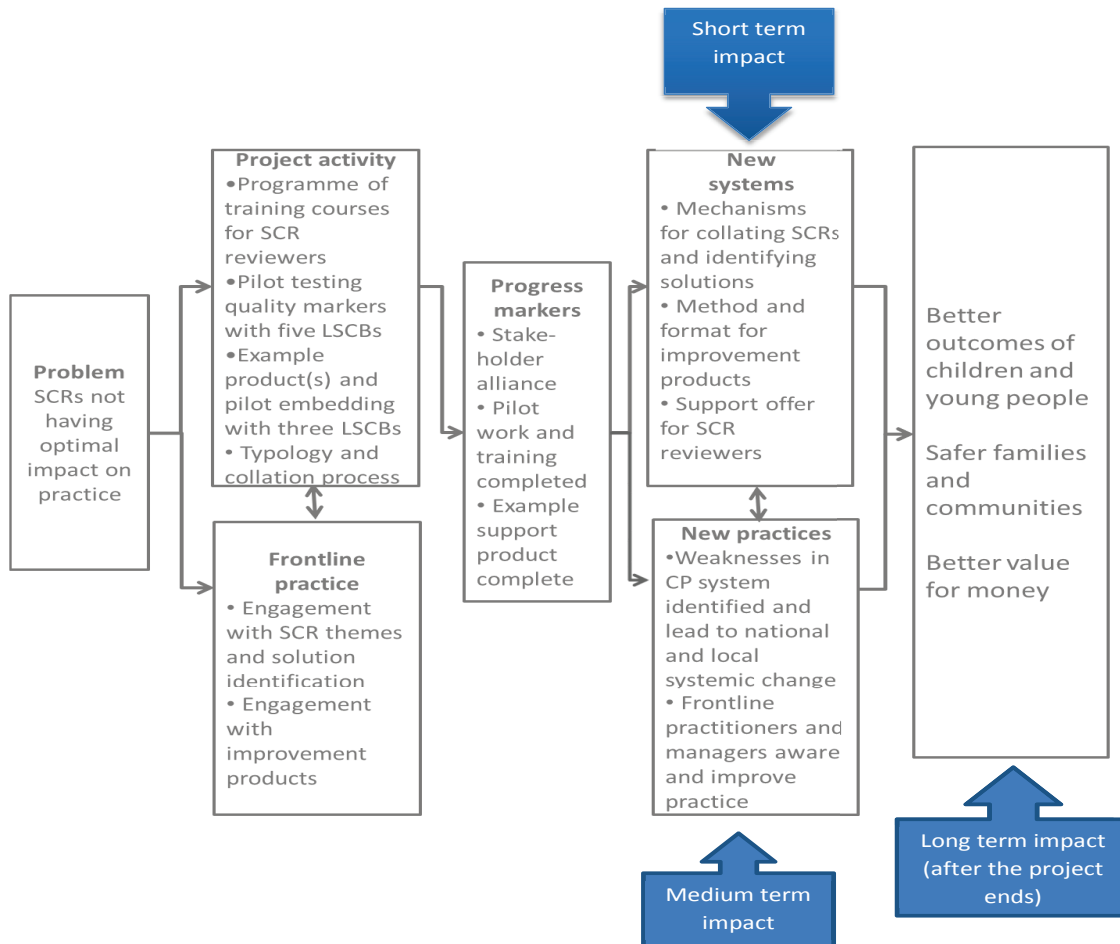 Short term
impact
Problem
SCRs not
having
optimal
impact on
practice
Project activity
•Programme of
training courses
for SCR
reviewers
•Pilot testing
quality markers
with five LSCBs
•Example
product(s) and
pilot embedding
with three LSCBs
• Typology and
collation process
Frontline
practice
• Engagement
with SCR themes
and solution
identification
• Engagement
with
improvement
products
Progress
markers
• Stake-
holder
alliance
• Pilot
work and
training
completed
• Example
support
product
complete
New
systems
• Mechanisms
for collating SCRs
and identifying
solutions
• Method and
format for
improvement
products
• Support offer
for SCR
reviewers
New practices
•Weaknesses in
CP system
identified and
lead to national
and local
systemic change
• Frontline
practitioners and
managers aware
and improve
practice
Better
outcomes of
children and
young people
Safer families
and
communities
Better value
for money
Medium term
impact
Long term impact
(after the project
ends)